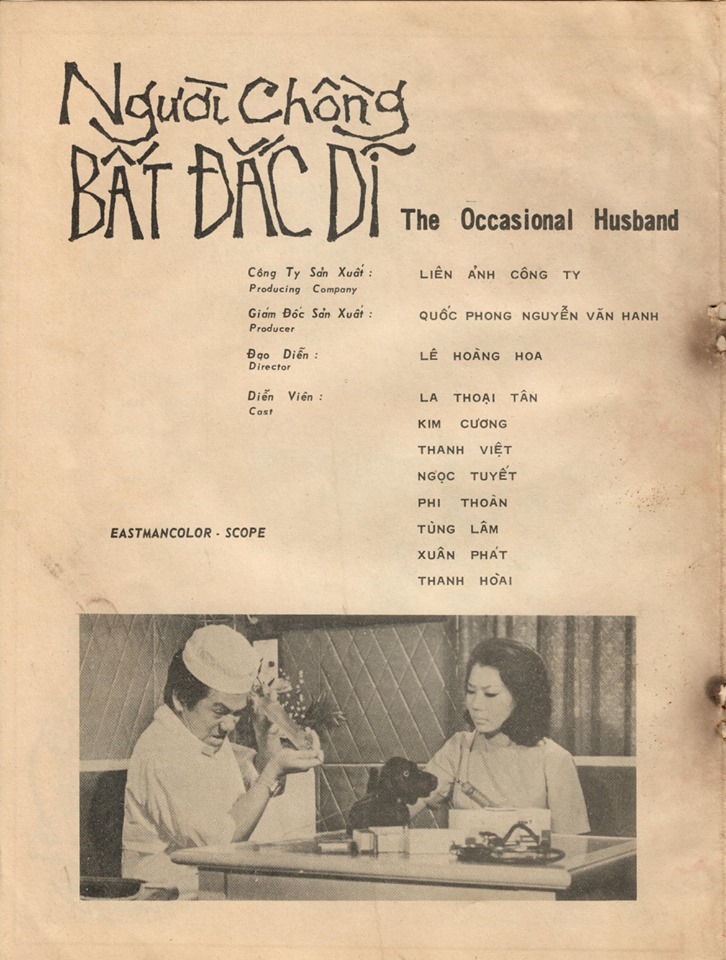 Người Chồng
BẤT ĐẮC DĨ
The Occasional Husband
Công Ty Sản Xuất :
Producing Company
LIÊN ẢNH CÔNG TY
Giám Đốc Sản Xuất :
Producer
QUỐC PHONG NGUYỄN VĂN HANH
Đạo Diễn :
Director
LÊ HOÀNG HOA
Diễn Viên :
Cast
LA THOẠI TÂN
KIM CƯƠNG
THANH VIỆT
NGỌC TUYẾT
PHI THOÀN
TÙNG LÂM
XUÂN PHÁT
THANH HOÀI
EASTMANCOLOR - SCOPE